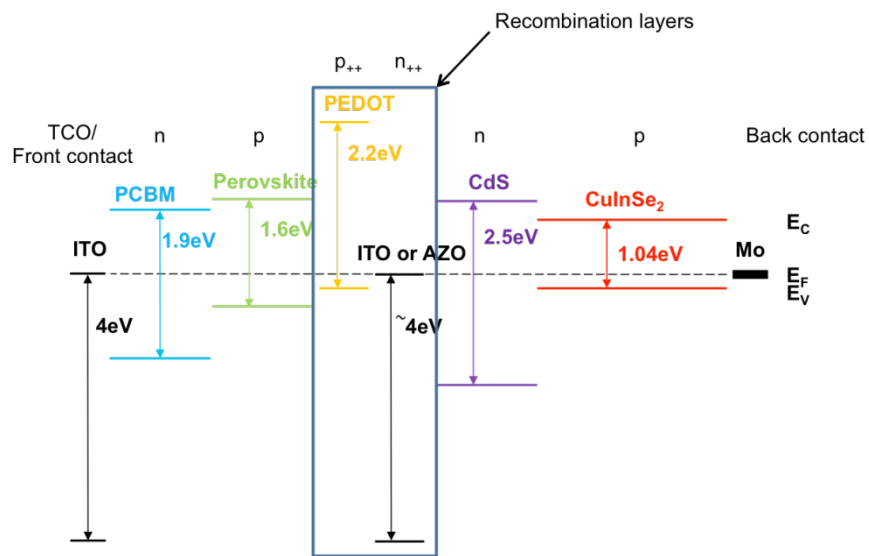 Recombination layers
p++ n++
PEDOT
TCO/
Front contact
n
p
n
p
Back contact
2.2eV
PCBM
Perovskite
CdS
CuInSe2
EC
1.9eV
1.6eV
2.5eV
1.04eV
ITO
ITO or AZO
Mo
EF
EV
4eV
~4eV